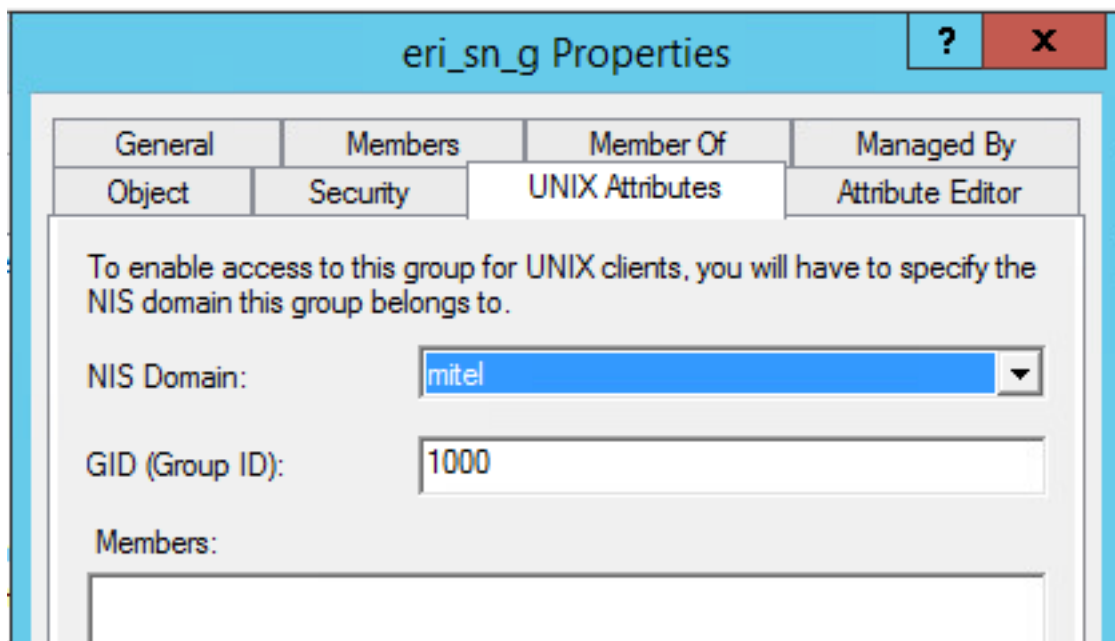 eri_sn_g Properties
?
x
General
Members
Member Of
Managed By
Object
Security
UNIX Attributes
Attribute Editor
To enable access to this group for UNIX clients, you will have to specify the
NIS domain this group belongs to.
NIS Domain:
mitel
GID (Group ID):
1000
Members: